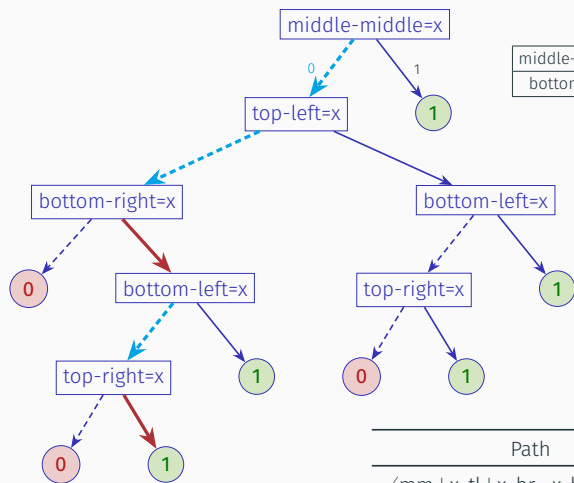 middle-middle=x
0
1
middle-
top-left=x
1
bottom-right=x
bottom-left=x
0
bottom-left=x
top-right=x
1
top-right=x
1
0
1
0
1
Path